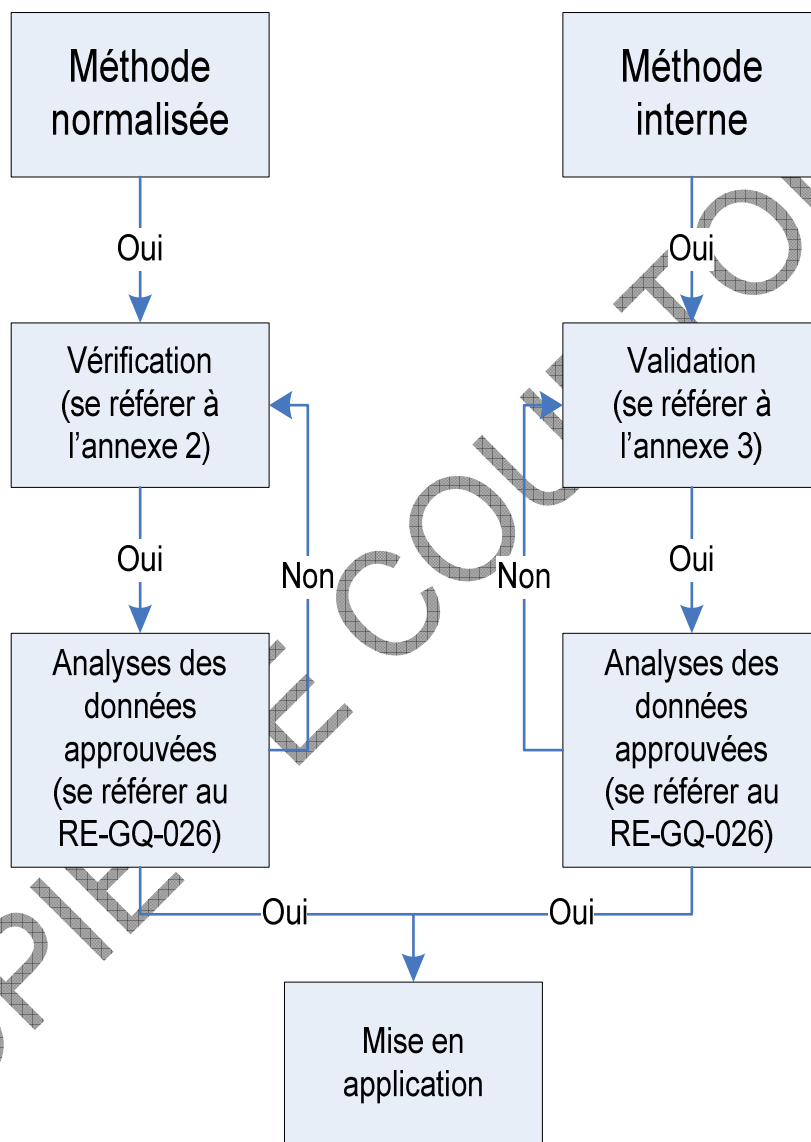 Méthode
normalisée
Oui
Vérification
(se référer à
l'annexe 2)
Oui
Non
Analyses des
données
approuvées
(se référer au
RE-GQ-026)
Oui
Méthode
interne
Oui
Validation
(se référer à
l'annexe 3)
Oui
Non
Analyses des
données
approuvées
(se référer au
RE-GQ-026)
Oui
Mise en
application